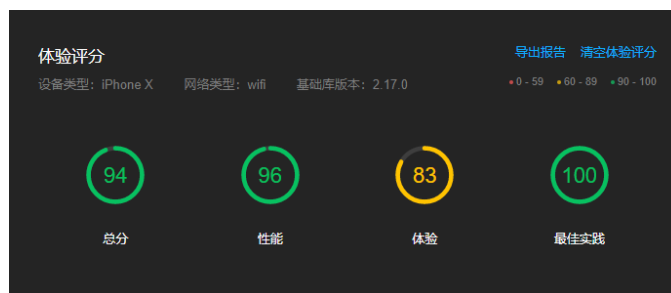 体验评分
导出报告 清空体验评分
设备类型：iPhone X 网络类型：wifi 基础库版本：2.17.0
0 - 59 60 - 89 90 - 100
94 96 83 100
总分 性能 体验 最佳实践